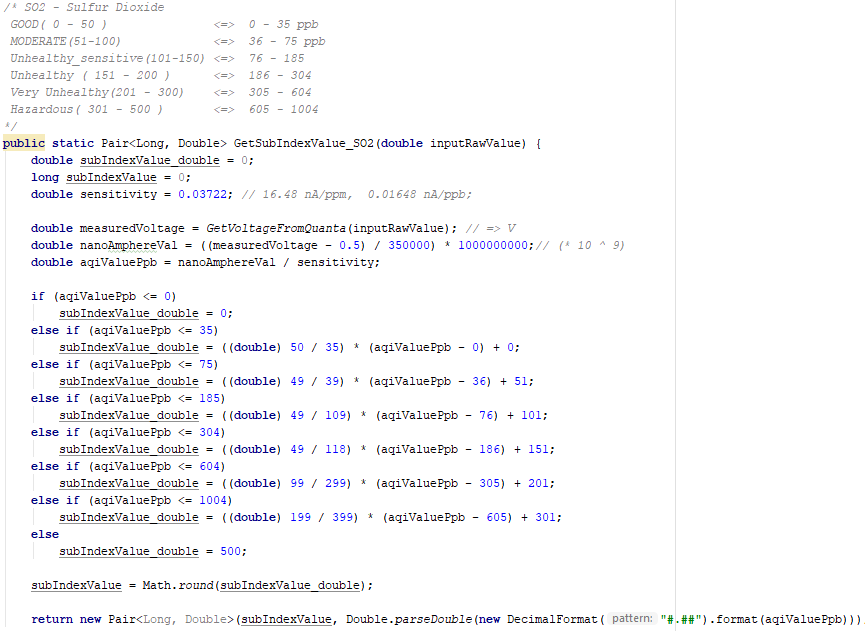 /* SO2 - Sulfur Dioxide
 GOOD( 0 - 50 )                <=>  0 - 35 ppb
 MODERATE(51-100)              <=>  36 - 75 ppb
 Unhealthy_sensitive(101-150)  <=>  76 - 185
 Unhealthy ( 151 - 200 )       <=>  186 - 304
 Very Unhealthy(201 - 300)     <=>  305 - 604
 Hazardous( 301 - 500 )        <=>  605 - 1004
*/
public static Pair<Long, Double> GetSubIndexValue_SO2(double inputRawValue) {
    double subIndexValue_double = 0;
    long subIndexValue = 0;
    double sensitivity = 0.03722; // 16.48 nA/ppm,  0.01648 nA/ppb;
    double measuredVoltage = GetVoltageFromQuanta(inputRawValue); // => V
    double nanoAmphereVal = ((measuredVoltage - 0.5) / 350000) * 1000000000;// (* 10 ^ 9)
    double aqiValuePpb = nanoAmphereVal / sensitivity;
    if (aqiValuePpb <= 0)
        subIndexValue_double = 0;
    else if (aqiValuePpb <= 35)
        subIndexValue_double = ((double) 50 / 35) * (aqiValuePpb - 0) + 0;
    else if (aqiValuePpb <= 75)
        subIndexValue_double = ((double) 49 / 39) * (aqiValuePpb - 36) + 51;
    else if (aqiValuePpb <= 185)
        subIndexValue_double = ((double) 49 / 109) * (aqiValuePpb - 76) + 101;
    else if (aqiValuePpb <= 304)
        subIndexValue_double = ((double) 49 / 118) * (aqiValuePpb - 186) + 151;
    else if (aqiValuePpb <= 604)
        subIndexValue_double = ((double) 99 / 299) * (aqiValuePpb - 305) + 201;
    else if (aqiValuePpb <= 1004)
        subIndexValue_double = ((double) 199 / 399) * (aqiValuePpb - 605) + 301;
    else
        subIndexValue_double = 500;
    subIndexValue = Math.round(subIndexValue_double);
    return new Pair<Long, Double>(subIndexValue, Double.parseDouble(new DecimalFormat( pattern: "#.##").format(aqiValuePpb)))